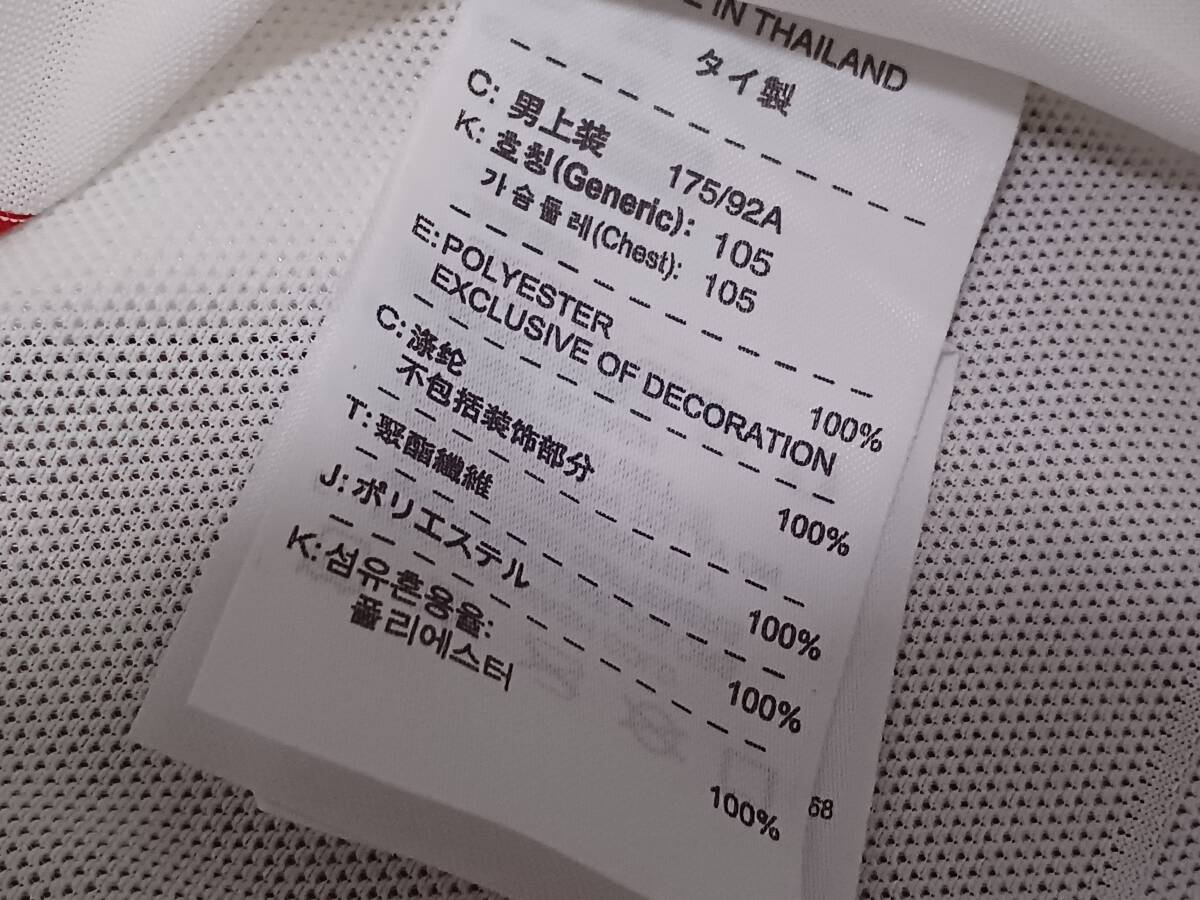 E IN THAILAND
タイ製
C: 男上装 175/92A
K: 호칭(Generic): 105
가슴둘레(Chest): 105
E: POLYESTER 100%
EXCLUSIVE OF DECORATION
C: 涤纶 100%
不包括装饰部分
T: 聚酯纖維 100%
J: ポリエステル 100%
K: 섬유혼용율:
폴리에스터 100%
68